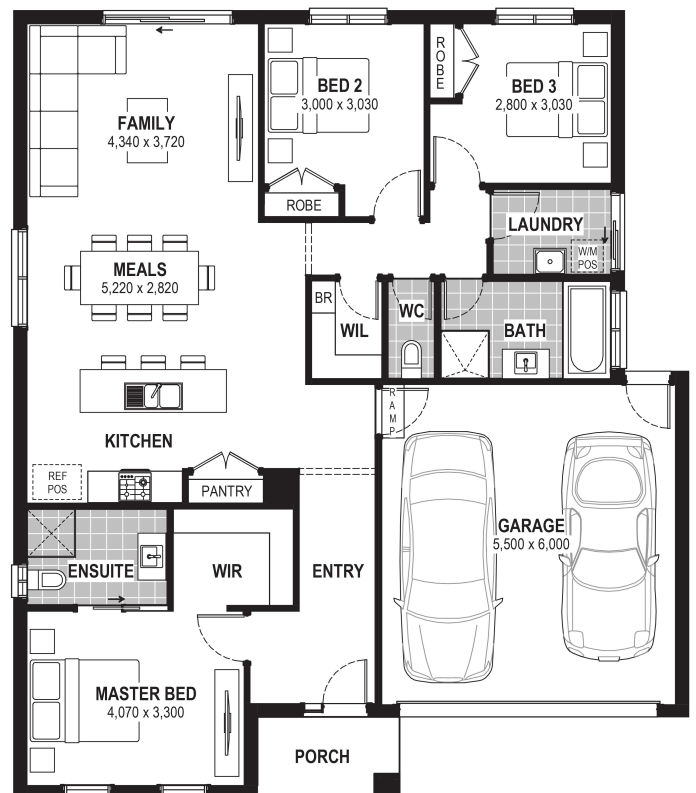 BED 2
3,000 x 3,030
ROBE
BED 3
2,800 x 3,030
FAMILY
4,340 x 3,720
ROBE
LAUNDRY
W/M
POS
MEALS
5,220 x 2,820
BR
WIL
WC
BATH
RAMP
KITCHEN
REF
POS
PANTRY
GARAGE
5,500 x 6,000
ENSUITE
WIR
ENTRY
MASTER BED
4,070 x 3,300
PORCH